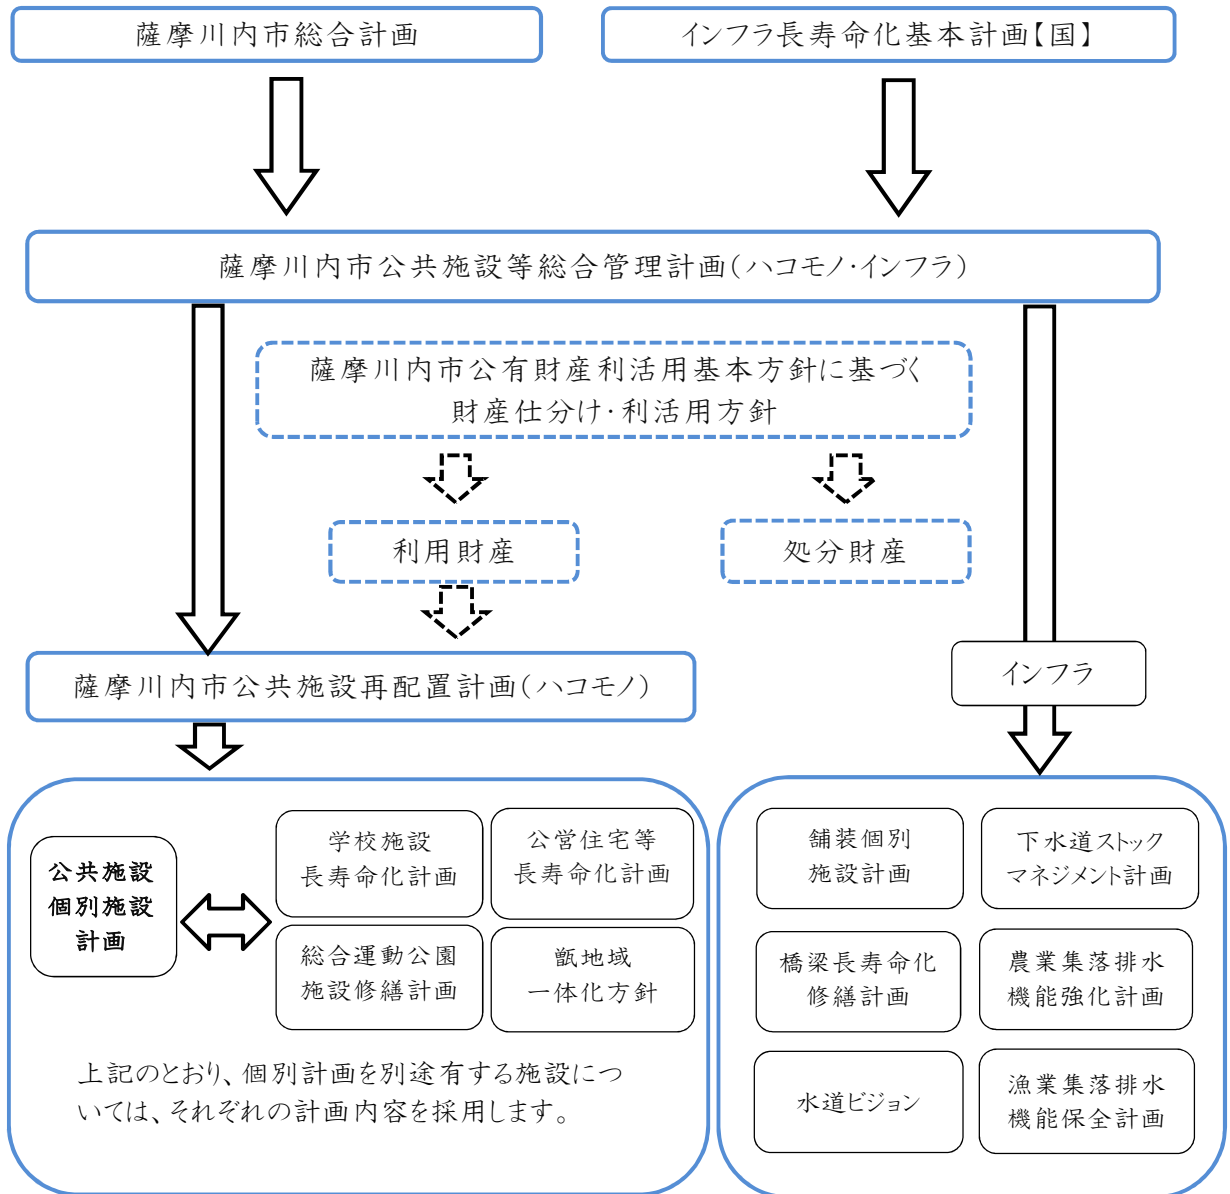 薩摩川内市総合計画
インフラ長寿命化基本計画【国】
薩摩川内市公共施設等総合管理計画(ハコモノ・インフラ)
薩摩川内市公有財産利活用基本方針に基づく
財産仕分け・利活用方針
利用財産
処分財産
薩摩川内市公共施設再配置計画(ハコモノ)
インフラ
公共施設
個別施設
計画
学校施設
長寿命化計画
公営住宅等
長寿命化計画
総合運動公園
施設修繕計画
甑地域
一体化方針
上記のとおり、個別計画を別途有する施設につ
いては、それぞれの計画内容を採用します。
舗装個別
施設計画
下水道ストック
マネジメント計画
橋梁長寿命化
修繕計画
農業集落排水
機能強化計画
水道ビジョン
漁業集落排水
機能保全計画